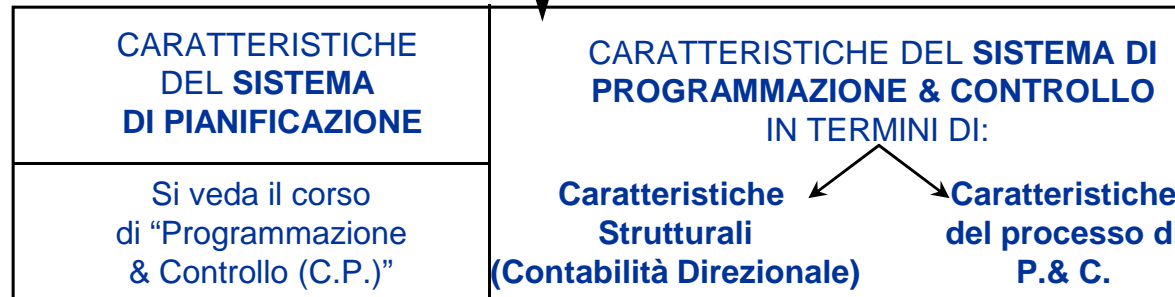 CARATTERISTICHE
DEL SISTEMA
DI PIANIFICAZIONE
CARATTERISTICHE DEL SISTEMA DI
PROGRAMMAZIONE & CONTROLLO
IN TERMINI DI:
Si veda il corso
di “Programmazione
& Controllo (C.P.)”
Caratteristiche
Strutturali
(Contabilità Direzionale)
Caratteristiche
del processo d
P.& C.